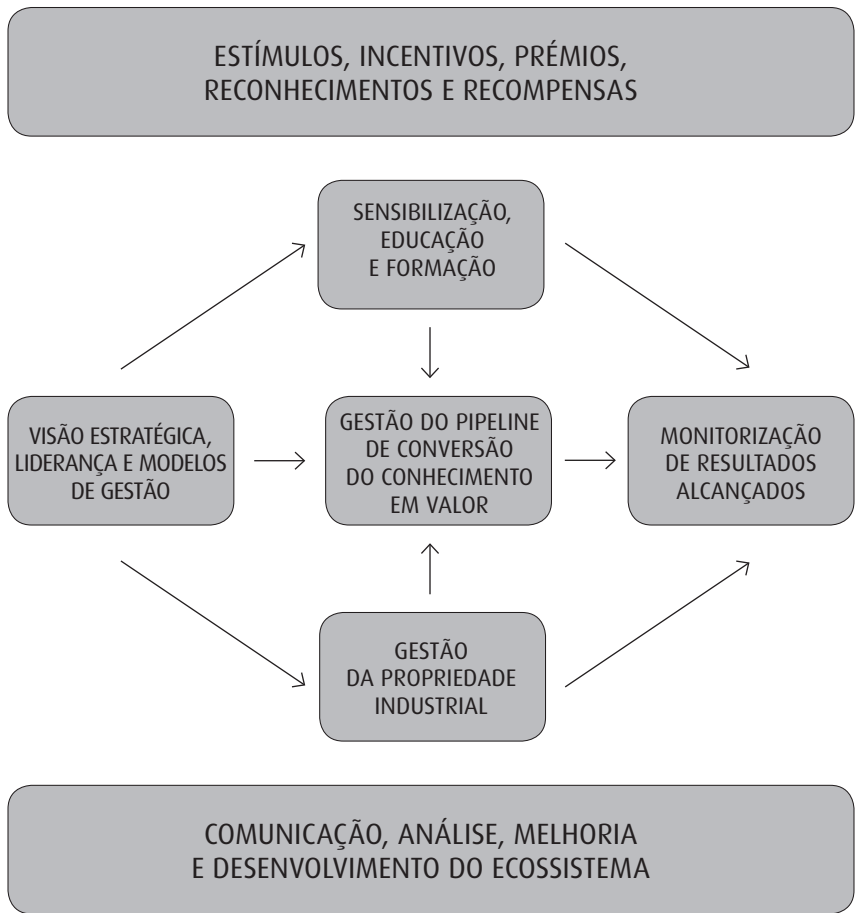 ESTÍMULOS, INCENTIVOS, PRÉMIOS,
RECONHECIMENTOS E RECOMPENSAS
SENSIBILIZAÇÃO,
EDUCAÇÃO
E FORMAÇÃO
VISÃO ESTRATÉGICA,
LIDERANÇA E MODELOS
DE GESTÃO
GESTÃO DO PIPELINE
DE CONVERSÃO
DO CONHECIMENTO
EM VALOR
MONITORIZAÇÃO
DE RESULTADOS
ALCANÇADOS
GESTÃO
DA PROPRIEDADE
INDUSTRIAL
COMUNICAÇÃO, ANÁLISE, MELHORIA
E DESENVOLVIMENTO DO ECOSSISTEMA